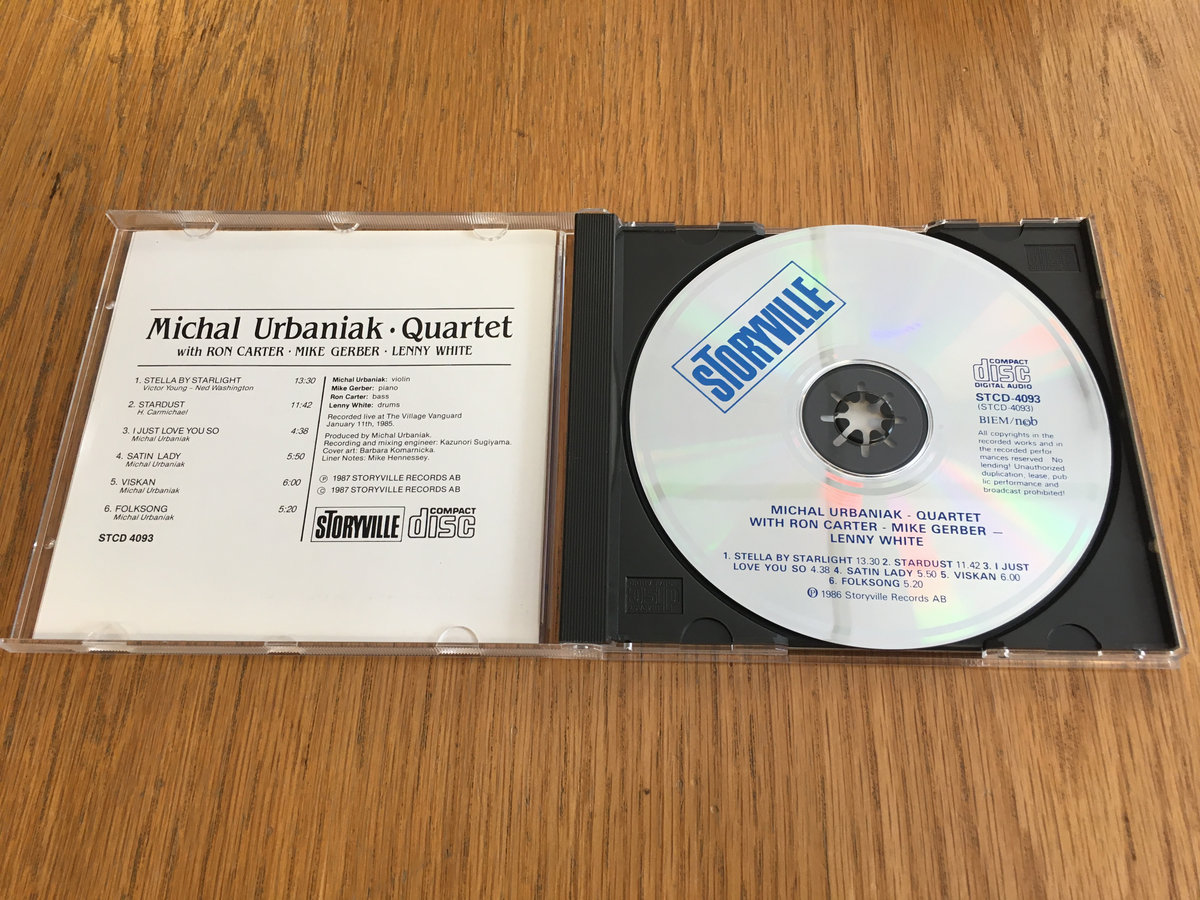 Michal Urbaniak · Quartet
with RON CARTER · MIKE GERBER · LENNY WHITE
1. STELLA BY STARLIGHT 13:30
Victor Young – Ned Washington
2. STARDUST 11:42
H. Carmichael
3. I JUST LOVE YOU SO 4:38
Michal Urbaniak
4. SATIN LADY 5:50
Michal Urbaniak
5. VISKAN 6:00
Michal Urbaniak
6. FOLKSONG 5:20
Michal Urbaniak
STCD 4093
Michal Urbaniak: violin
Mike Gerber: piano
Ron Carter: bass
Lenny White: drums
Recorded live at The Village Vanguard
January 11th, 1985.
Produced by Michal Urbaniak.
Recording and mixing engineer: Kazunori Sugiyama.
Cover art: Barbara Komarnicka.
Liner Notes: Mike Hennessey.
℗ 1987 STORYVILLE RECORDS AB
© 1987 STORYVILLE RECORDS AB
STORYVILLE
COMPACT
disc
STORYVILLE
COMPACT
disc
DIGITAL AUDIO
STCD-4093
(STCD-4093)
BIEM/ncb
All copyrights in the
recorded works and in
the recorded perfor
mances reserved. No
lending! Unauthorized
duplication, lease, pub
lic performance and
broadcast prohibited!
MICHAL URBANIAK - QUARTET
WITH RON CARTER - MIKE GERBER –
LENNY WHITE
1. STELLA BY STARLIGHT 13.30 2. STARDUST 11.42 3. I JUST
LOVE YOU SO 4.38 4. SATIN LADY 5.50 5. VISKAN 6.00
6. FOLKSONG 5.20
℗ 1986 Storyville Records AB